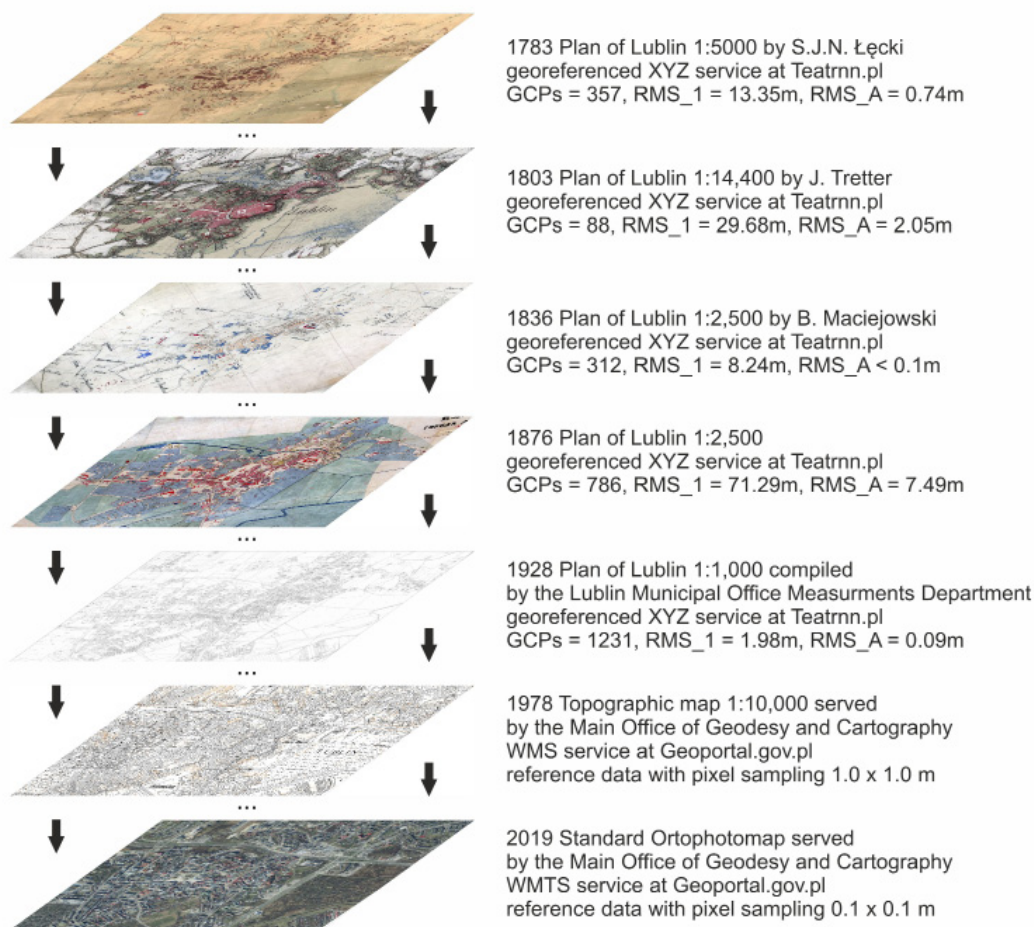 1783 Plan of Lublin 1:5000 by S.J.N. Łęcki
georeferenced XYZ service at Teatrnn.pl
GCPs = 357, RMS_1 = 13.35m, RMS_A = 0.74m
...
1803 Plan of Lublin 1:14,400 by J. Tretter
georeferenced XYZ service at Teatrnn.pl
GCPs = 88, RMS_1 = 29.68m, RMS_A = 2.05m
...
1836 Plan of Lublin 1:2,500 by B. Maciejowski
georeferenced XYZ service at Teatrnn.pl
GCPs = 312, RMS_1 = 8.24m, RMS_A < 0.1m
...
1876 Plan of Lublin 1:2,500
georeferenced XYZ service at Teatrnn.pl
GCPs = 786, RMS_1 = 71.29m, RMS_A = 7.49m
...
1928 Plan of Lublin 1:1,000 compiled
by the Lublin Municipal Office Measurments Department
georeferenced XYZ service at Teatrnn.pl
GCPs = 1231, RMS_1 = 1.98m, RMS_A = 0.09m
...
1978 Topographic map 1:10,000 served
by the Main Office of Geodesy and Cartography
WMS service at Geoportal.gov.pl
reference data with pixel sampling 1.0 x 1.0 m
...
2019 Standard Ortophotomap served
by the Main Office of Geodesy and Cartography
WMTS service at Geoportal.gov.pl
reference data with pixel sampling 0.1 x 0.1 m